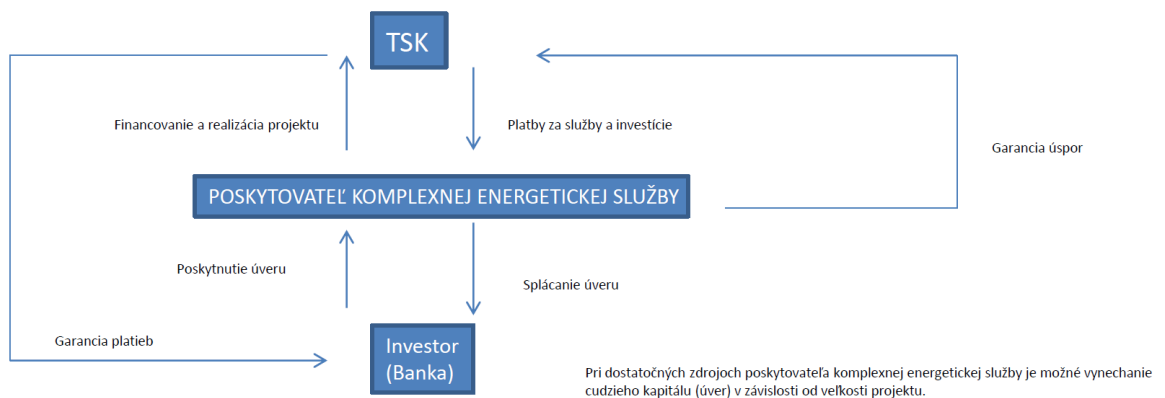 TSK
Financovanie a realizácia projektu
Platby za služby a investície
Garancia úspor
POSKYTOVATEĽ KOMPLEXNEJ ENERGETICKEJ SLUŽBY
Poskytnutie úveru
Splácanie úveru
Garancia platieb
Investor
(Banka)
Pri dostatočných zdrojoch poskytovateľa komplexnej energetickej služby je možné vynechanie
cudzieho kapitálu (úver) v závislosti od veľkosti projektu.